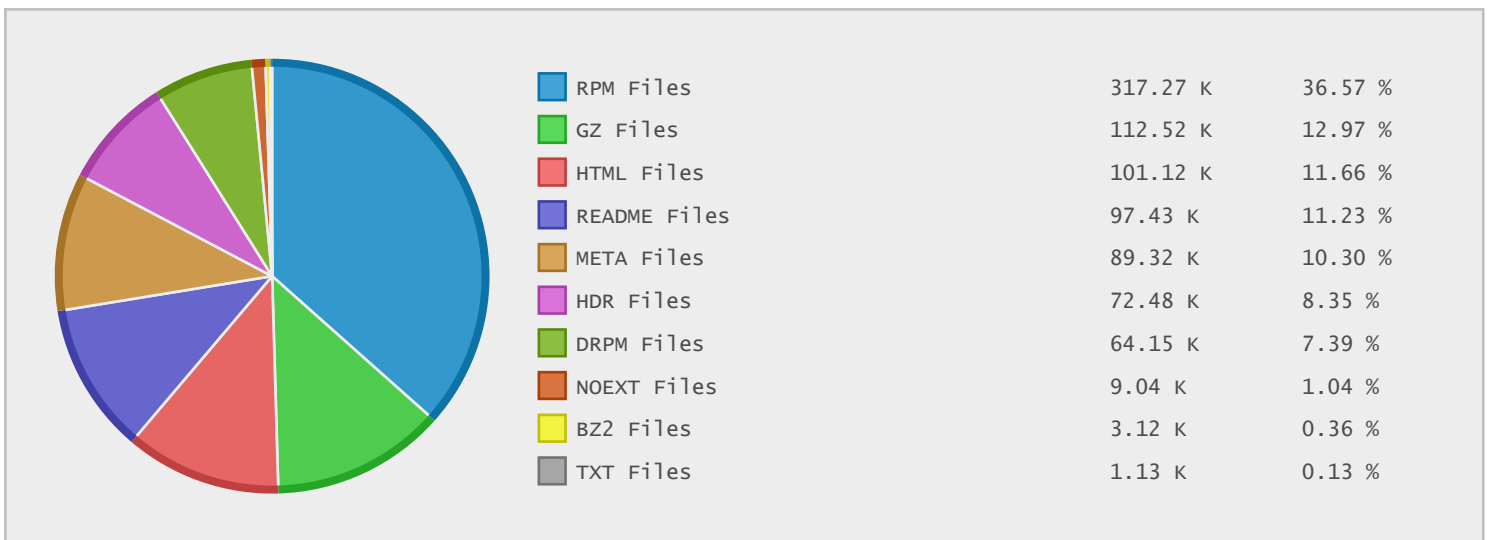 RPM Files 317.27 K 36.57 %
GZ Files 112.52 K 12.97 %
HTML Files 101.12 K 11.66 %
README Files 97.43 K 11.23 %
META Files 89.32 K 10.30 %
HDR Files 72.48 K 8.35 %
DRPM Files 64.15 K 7.39 %
NOEXT Files 9.04 K 1.04 %
BZ2 Files 3.12 K 0.36 %
TXT Files 1.13 K 0.13 %